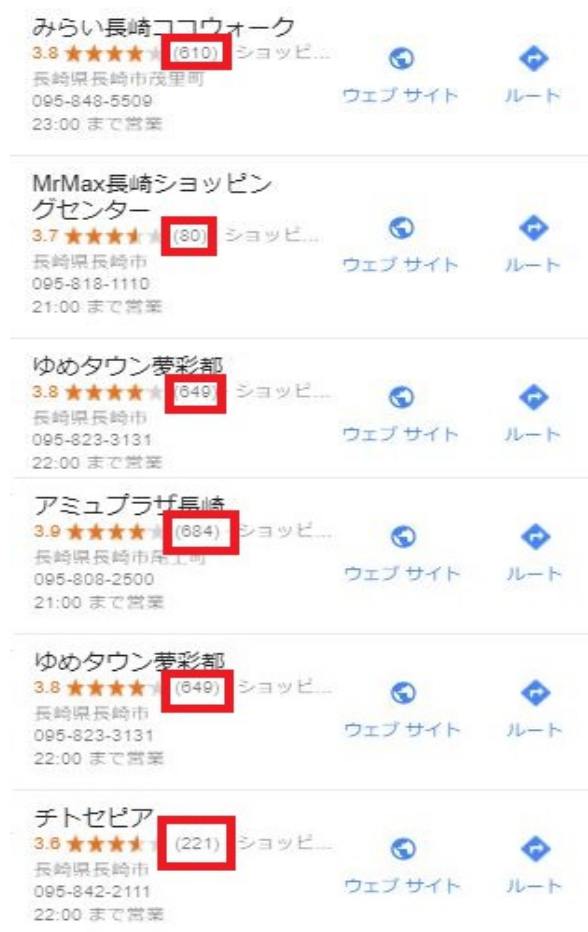 みらい長崎ココウォーク
3.8 (610) ショッピ...
長崎県長崎市茂里町
095-848-5509
23:00 まで営業
ウェブ サイト
ルート
MrMax長崎ショッピン
グセンター
3.7 (80) ショッピ...
長崎県長崎市
095-818-1110
21:00 まで営業
ウェブ サイト
ルート
ゆめタウン夢彩都
3.8 (649) ショッピ...
長崎県長崎市
095-823-3131
22:00 まで営業
ウェブ サイト
ルート
アミュプラザ長崎
3.9 (684) ショッピ...
長崎県長崎市尾上町
095-808-2500
21:00 まで営業
ウェブ サイト
ルート
ゆめタウン夢彩都
3.8 (649) ショッピ...
長崎県長崎市
095-823-3131
22:00 まで営業
ウェブ サイト
ルート
チトセピア
3.6 (221) ショッピ...
長崎県長崎市
095-842-2111
22:00 まで営業
ウェブ サイト
ルート